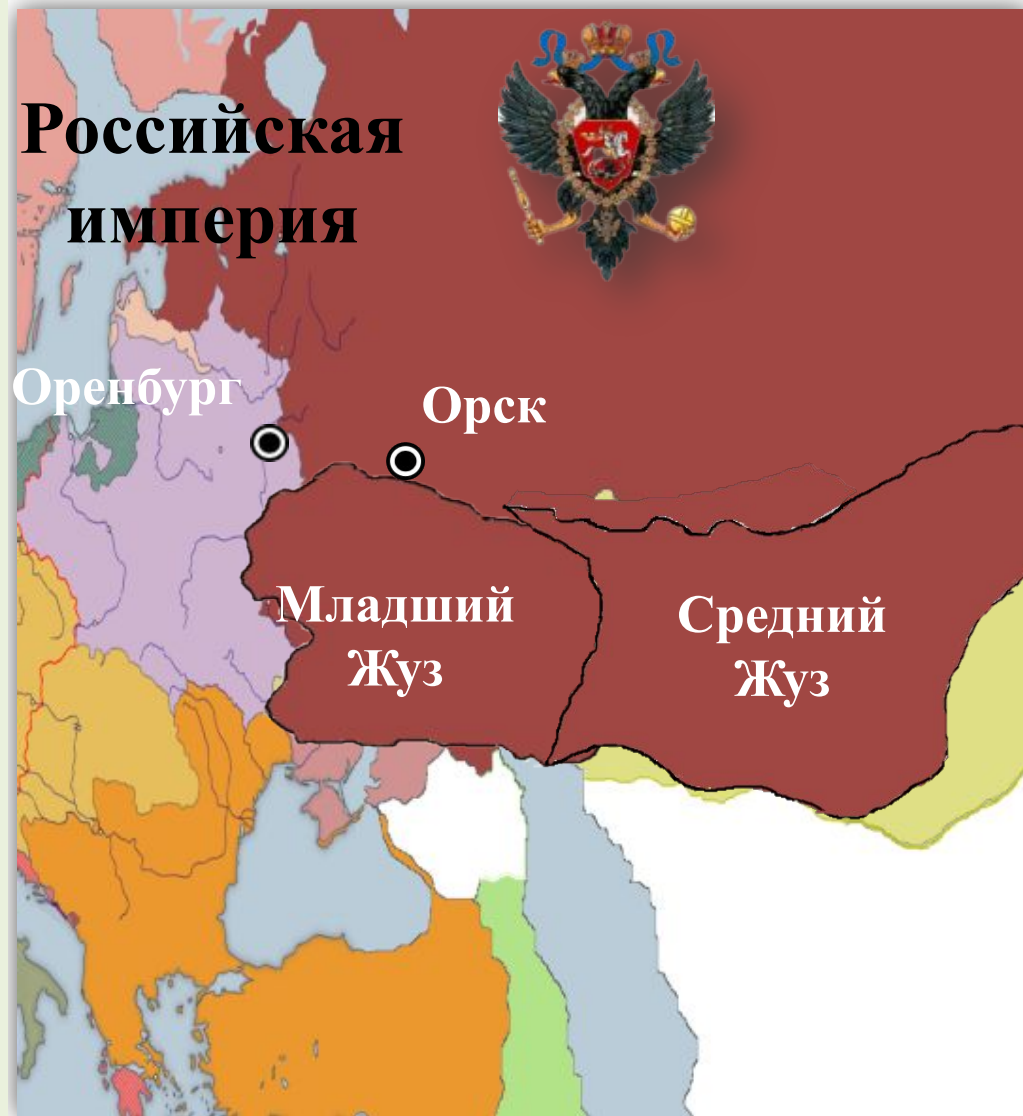 Российская
империя
Оренбург
Орск
Младший
Жуз
Средний
Жуз